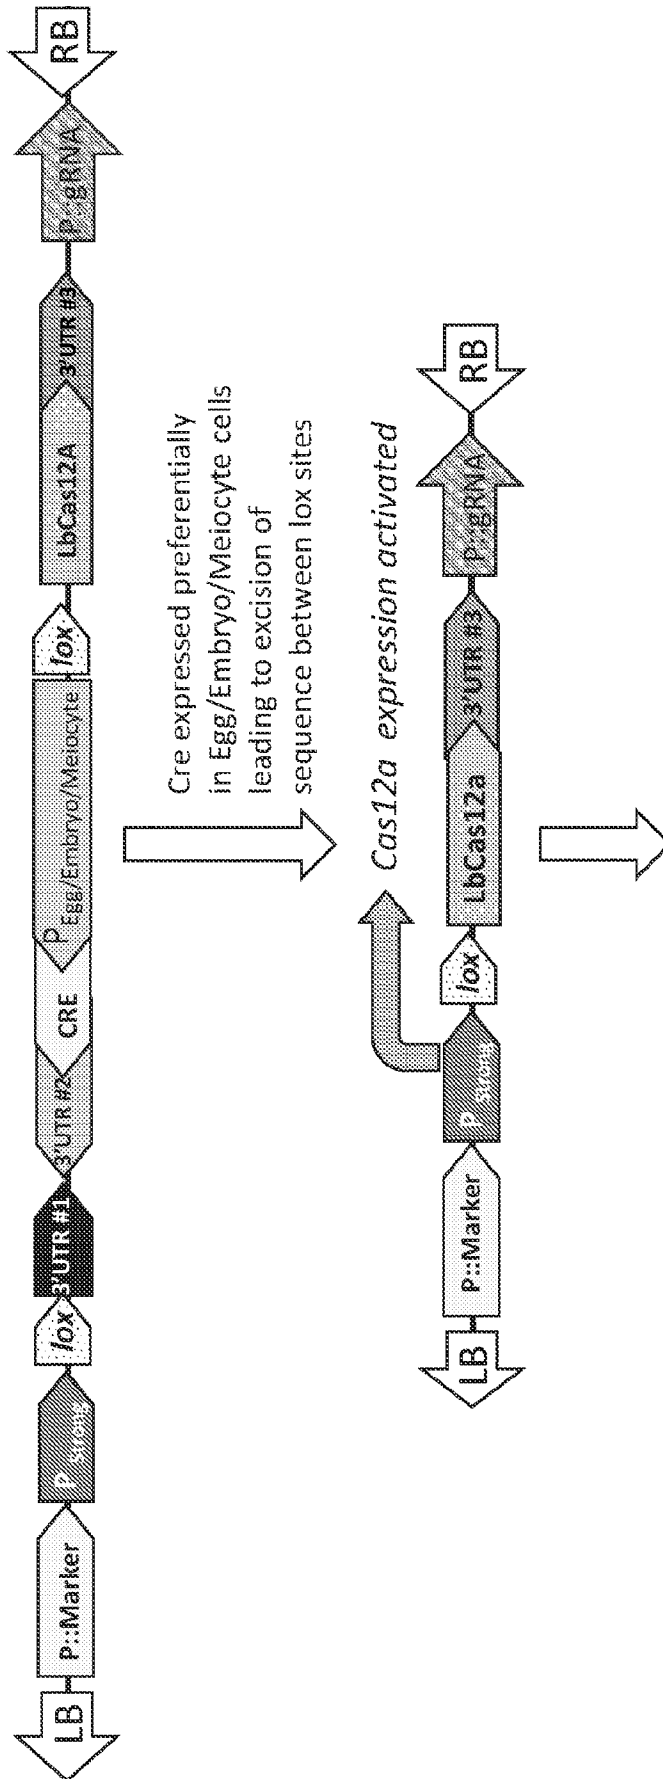 LB
P::Marker
P Strong
lox
3'UTR #1
3'UTR #2
CRE
P Egg/Embryo/Meiocyte
lox
LbCas12A
3'UTR #3
P::gRNA
RB
Cre expressed preferentially
in Egg/Embryo/Meiocyte cells
leading to excision of
sequence between lox sites
Cas12a expression activated
LB
P::Marker
P Strong
lox
LbCas12a
3'UTR #3
P::gRNA
RB